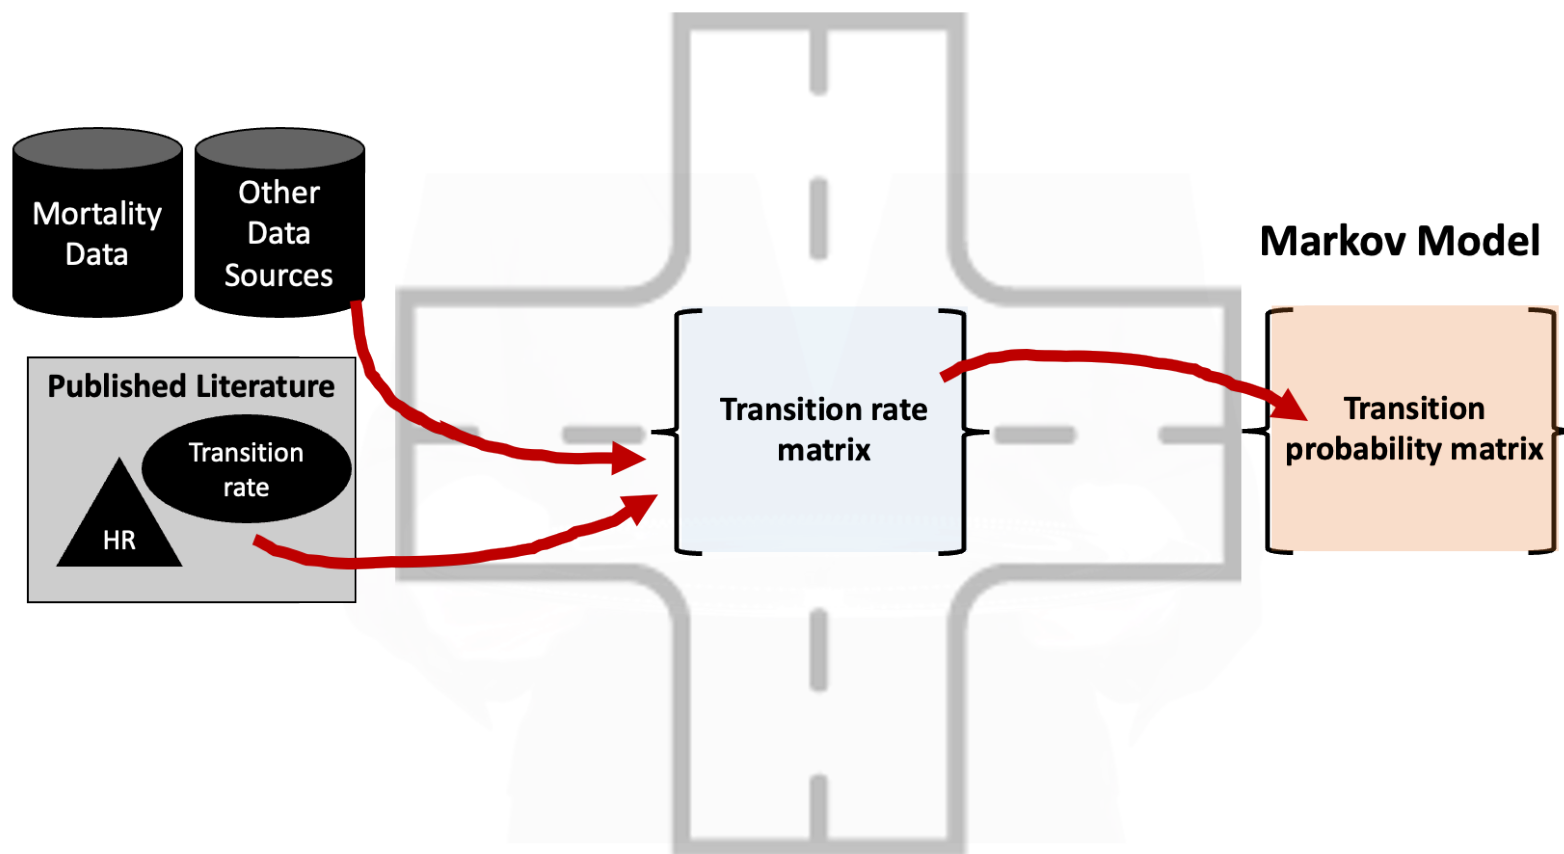 Mortality
Data
Other
Data
Sources
Published Literature
Transition
rate
HR
Transition rate
matrix
Markov Model
Transition
probability matrix